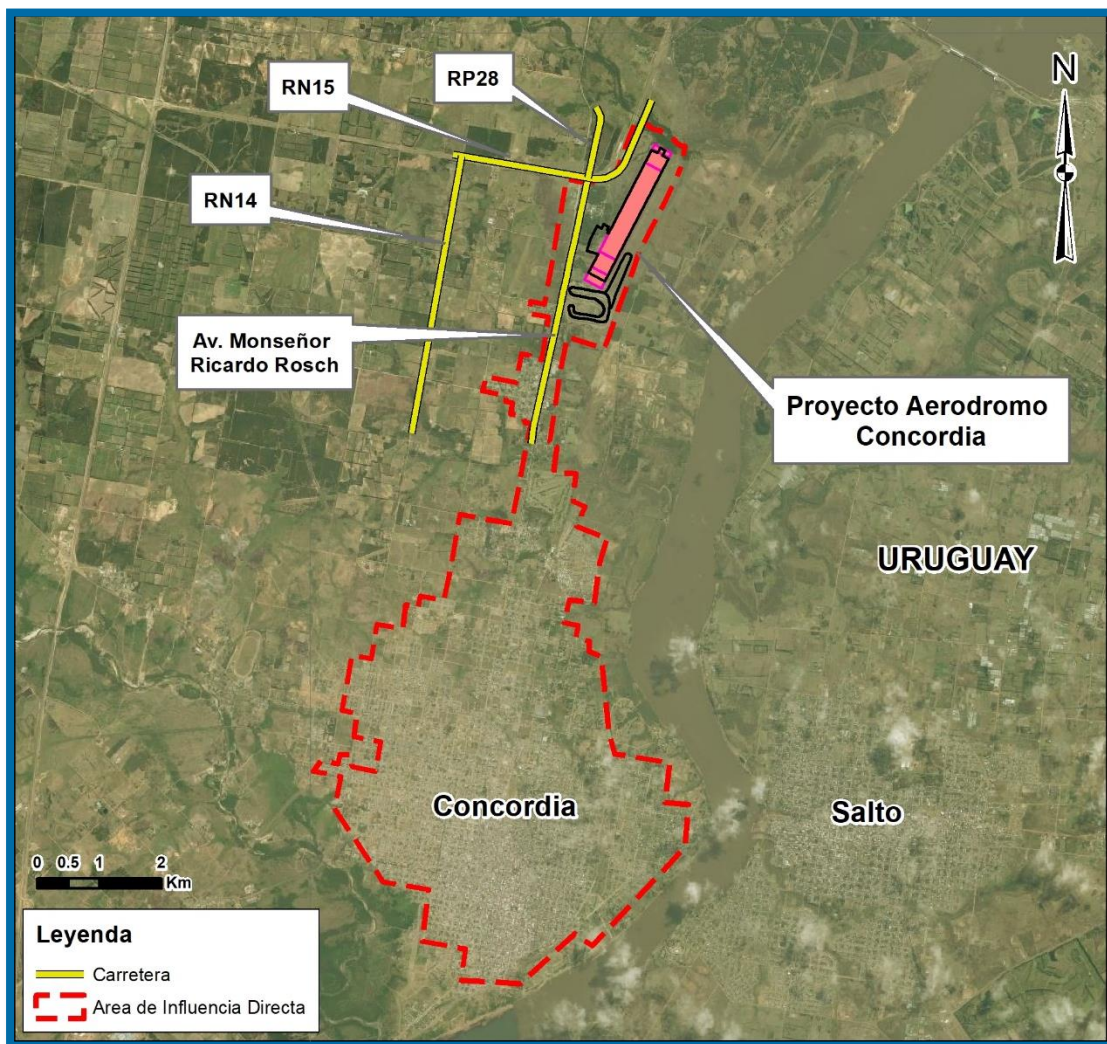 N
RP28
RN15
RN14
Av. Monseñor
Ricardo Rosch
Proyecto Aerodromo
Concordia
URUGUAY
Concordia
Salto
0 0.5 1 2
Km
Leyenda
Carretera
Area de Influencia Directa